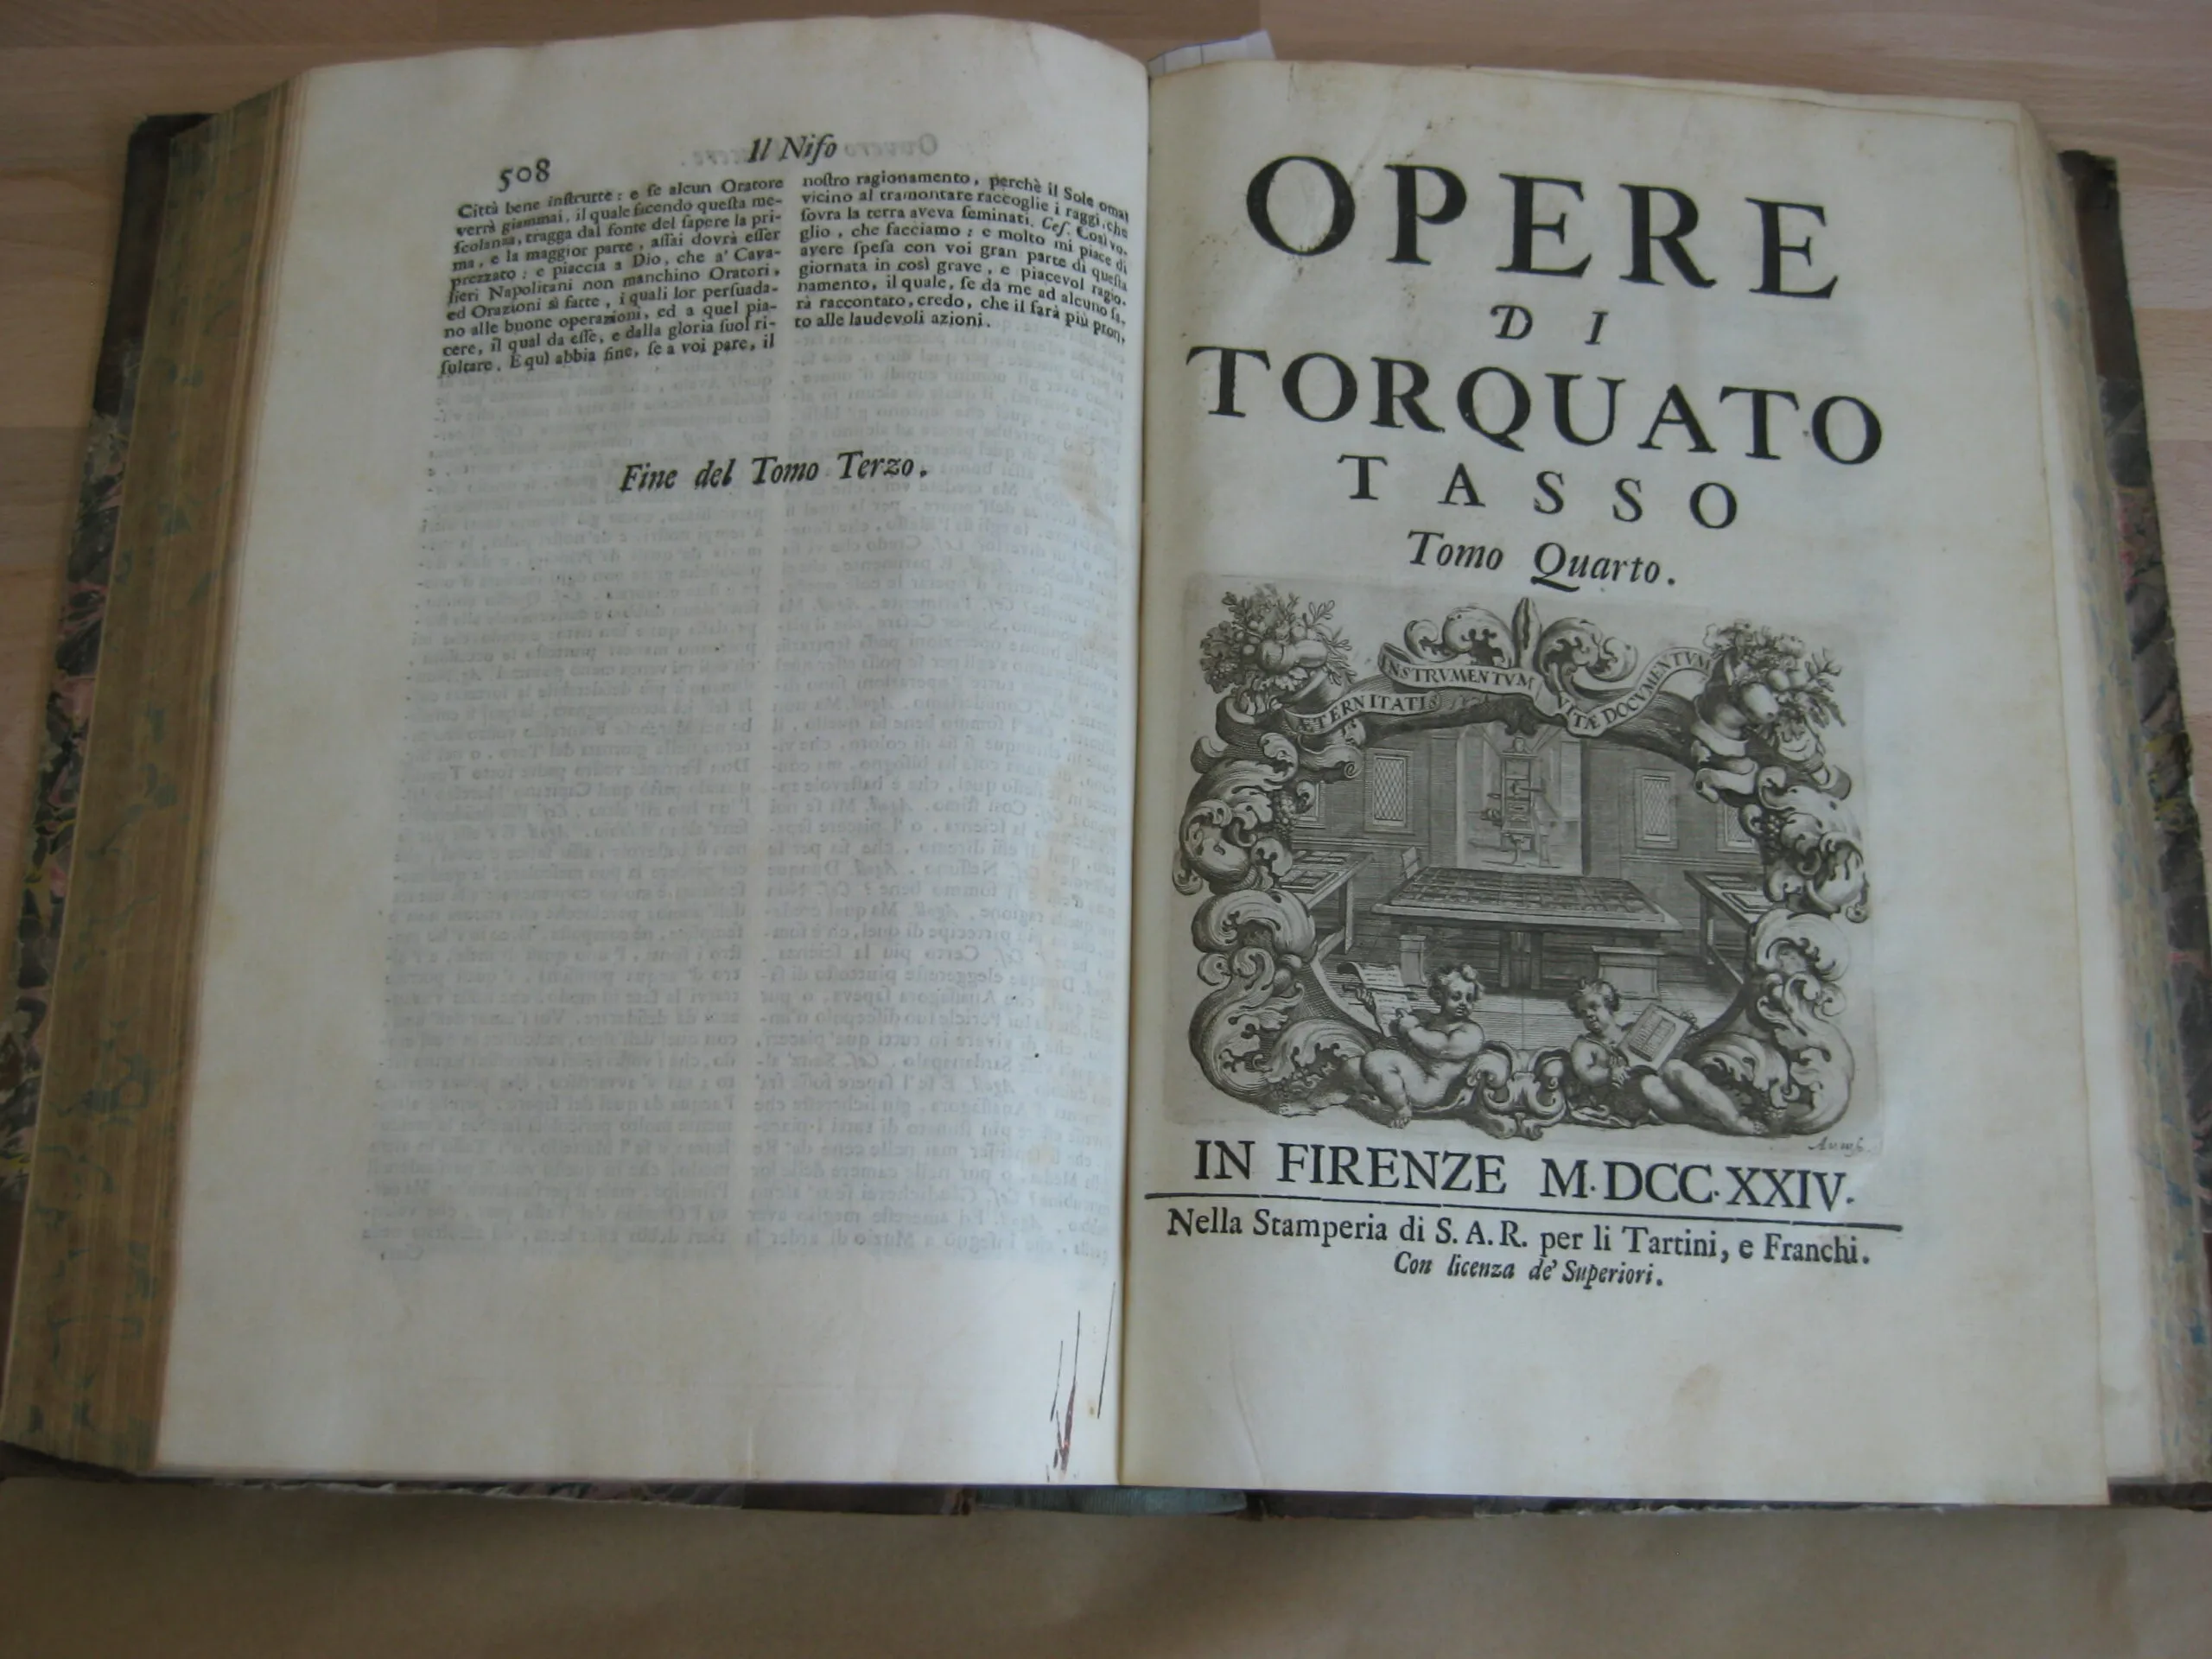 508
Il Nifo
Città bene inſtrutte: e ſe alcun Oratore
verrà giammai, il quale facendo queſta me-
ſcolanza, tragga dal fonte del ſapere la pri-
ma, e la maggior parte, aſſai dovrà eſſer
prezzato: e piaccia a Dio, che a' Cava-
lieri Napolitani non manchino Oratori,
ed Orazioni sì fatte, i quali lor perſuada-
no alle buone operazioni, ed a quel pia-
cere, il qual da eſſe, e dalla gloria ſuol ri-
ſultare. E quì abbia fine, ſe a voi pare, il
noſtro ragionamento, perchè il Sole omai
vicino al tramontare raccoglie i raggi, che
ſovra la terra aveva ſeminati. Ceſ. Così vo-
glio, che facciamo: e molto mi piace di
avere ſpeſa con voi gran parte di queſta
giornata in così grave, e piacevol ragio-
namento, il quale, ſe da me ad alcuno ſa-
rà raccontato, credo, che il farà più pron-
to alle laudevoli azioni.
Fine del Tomo Terzo.
OPERE
DI
TORQUATO
TASSO
Tomo Quarto.
INSTRVMENTVM
ÆTERNITATIS
VITÆ DOCVMENTVM
IN FIRENZE M.DCC.XXIV.
Nella Stamperia di S. A. R. per li Tartini, e Franchi.
Con licenza de' Superiori.